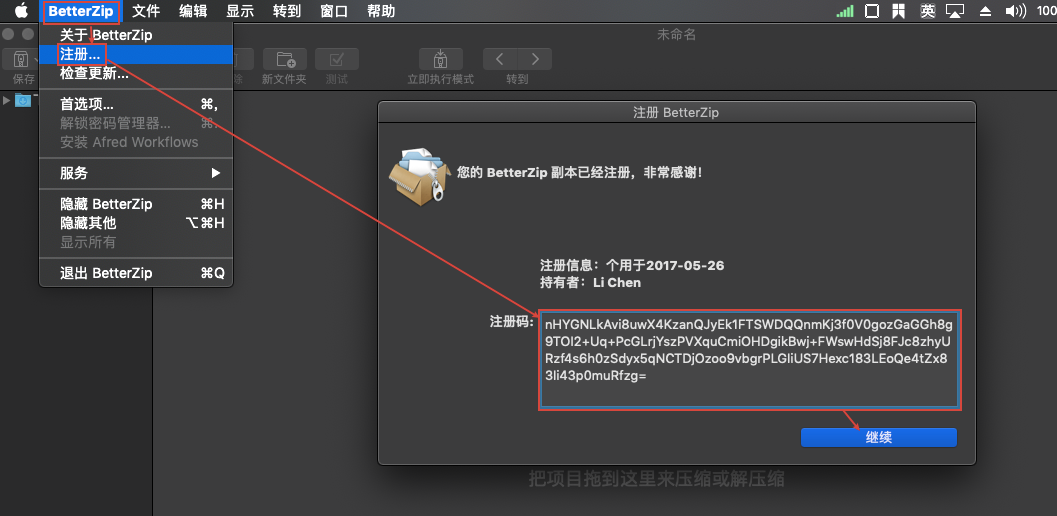 BetterZip 文件 编辑 显示 转到 窗口 帮助 英 100
关于 BetterZip
未命名
注册...
检查更新...
保存
除
新文件夹
测试
立即执行模式
转到
首选项... ⌘,
解锁密码管理器...
安装 Afred Workflows
服务
隐藏 BetterZip ⌘H
隐藏其他 ⌥⌘H
显示所有
退出 BetterZip ⌘Q
注册 BetterZip
您的 BetterZip 副本已经注册，非常感谢!
注册信息: 个用于2017-05-26
持有者: Li Chen
注册码:
nHYGNLkAvi8uwX4KzanQJyEk1FTSWDQQnmKj3f0V0gozGaGGh8g
9TOI2+Uq+PcGLrjYszPVXquCmiOHDgikBwj+FWswHdSj8FJc8zhyU
Rzf4s6h0zSdyx5qNCTDjOzoo9vbgrPLGliUS7Hexc183LEoQe4tZx8
3li43p0muRfzg=
继续
把项目拖到这里来压缩或解压缩